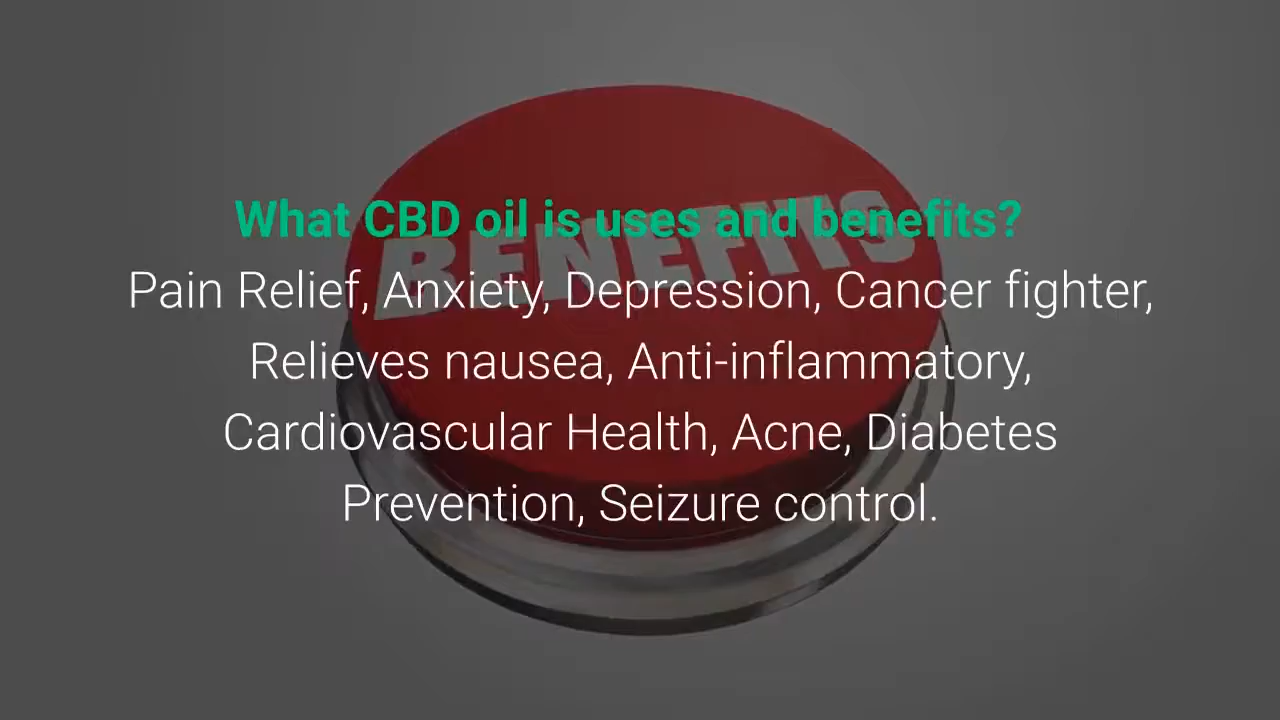 What CBD oil is uses and benefits?
BENEFITS
Pain Relief, Anxiety, Depression, Cancer fighter,
Relieves nausea, Anti-inflammatory,
Cardiovascular Health, Acne, Diabetes
Prevention, Seizure control.